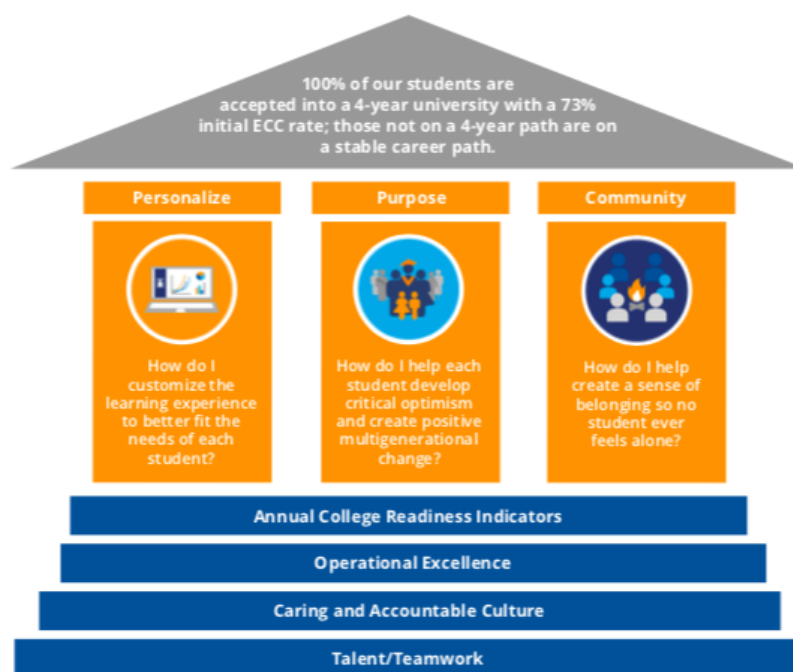 100% of our students are
accepted into a 4-year university with a 73%
initial ECC rate; those not on a 4-year path are on
a stable career path.
Personalize
Purpose
Community
How do I
customize the
learning experience
to better fit the
needs of each
student?
How do I help each
student develop
critical optimism
and create positive
multigenerational
change?
How do I help
create a sense of
belonging so no
student ever
feels alone?
Annual College Readiness Indicators
Operational Excellence
Caring and Accountable Culture
Talent/Teamwork